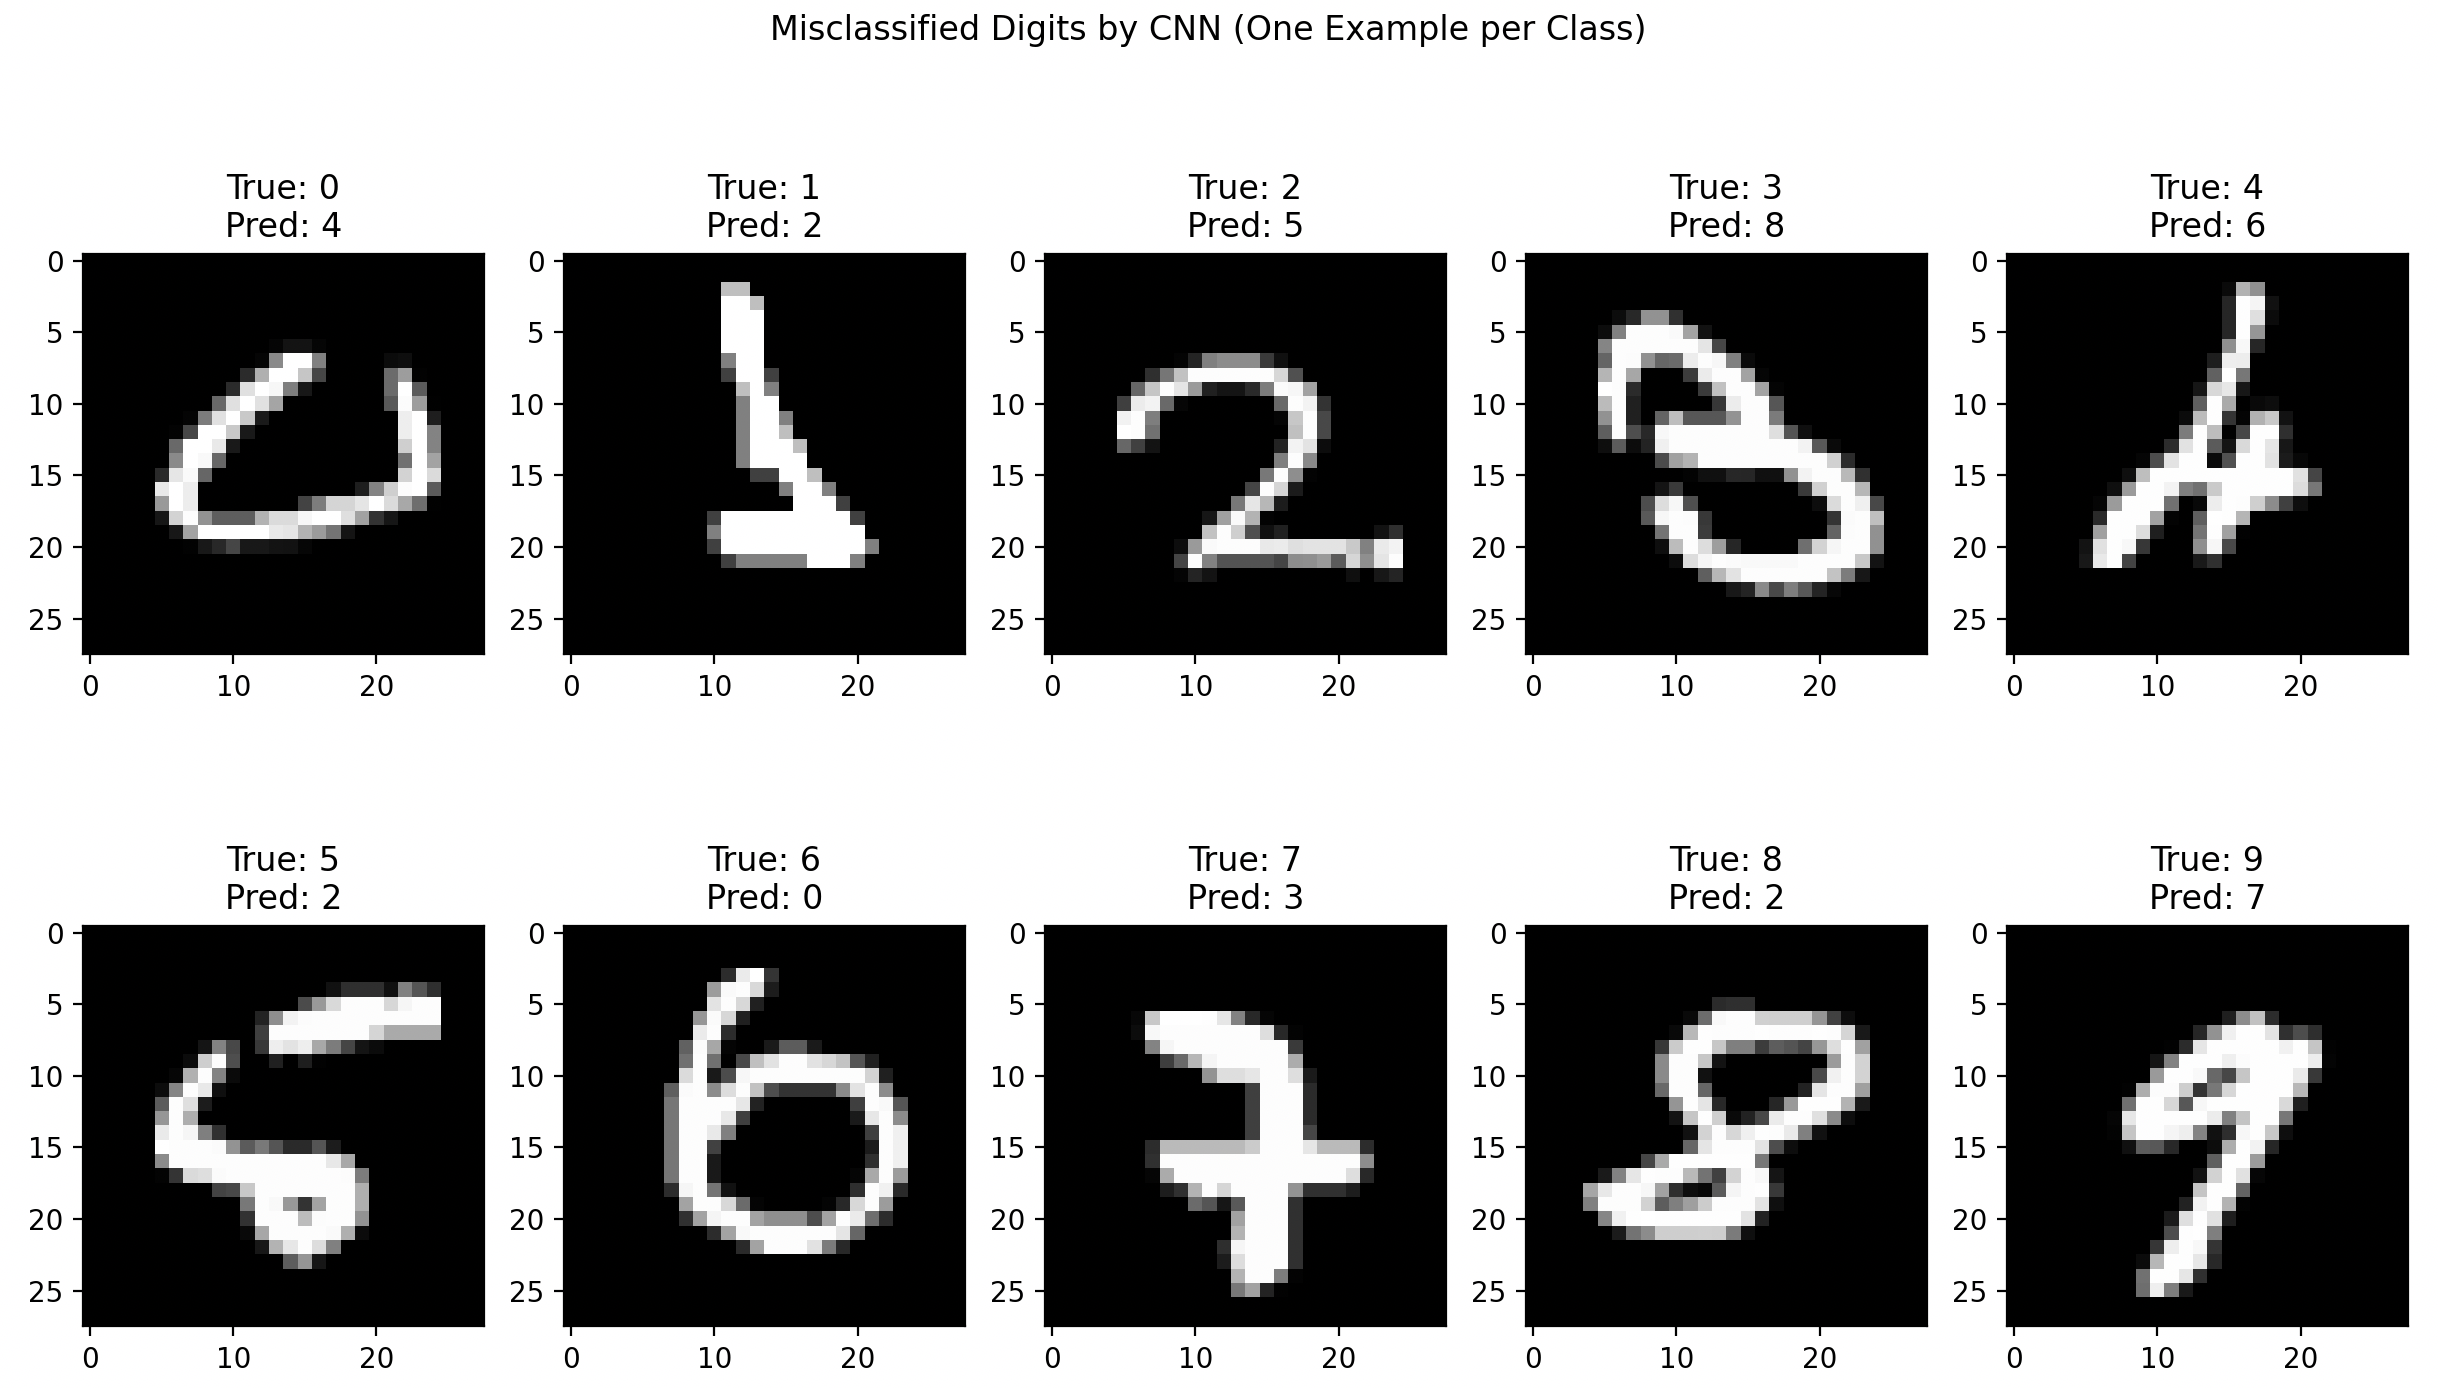 Misclassified Digits by CNN (One Example per Class)
True: 0 True: 1 True: 2 True: 3 True: 4
Pred: 4 Pred: 2 Pred: 5 Pred: 8 Pred: 6
0 0 0 0 0
5 5 5 5 5
10 10 10 10 10
15 15 15 15 15
20 20 20 20 20
25 25 25 25 25
0 10 20 0 10 20 0 10 20 0 10 20 0 10 20
True: 5 True: 6 True: 7 True: 8 True: 9
Pred: 2 Pred: 0 Pred: 3 Pred: 2 Pred: 7
0 0 0 0 0
5 5 5 5 5
10 10 10 10 10
15 15 15 15 15
20 20 20 20 20
25 25 25 25 25
0 10 20 0 10 20 0 10 20 0 10 20 0 10 20